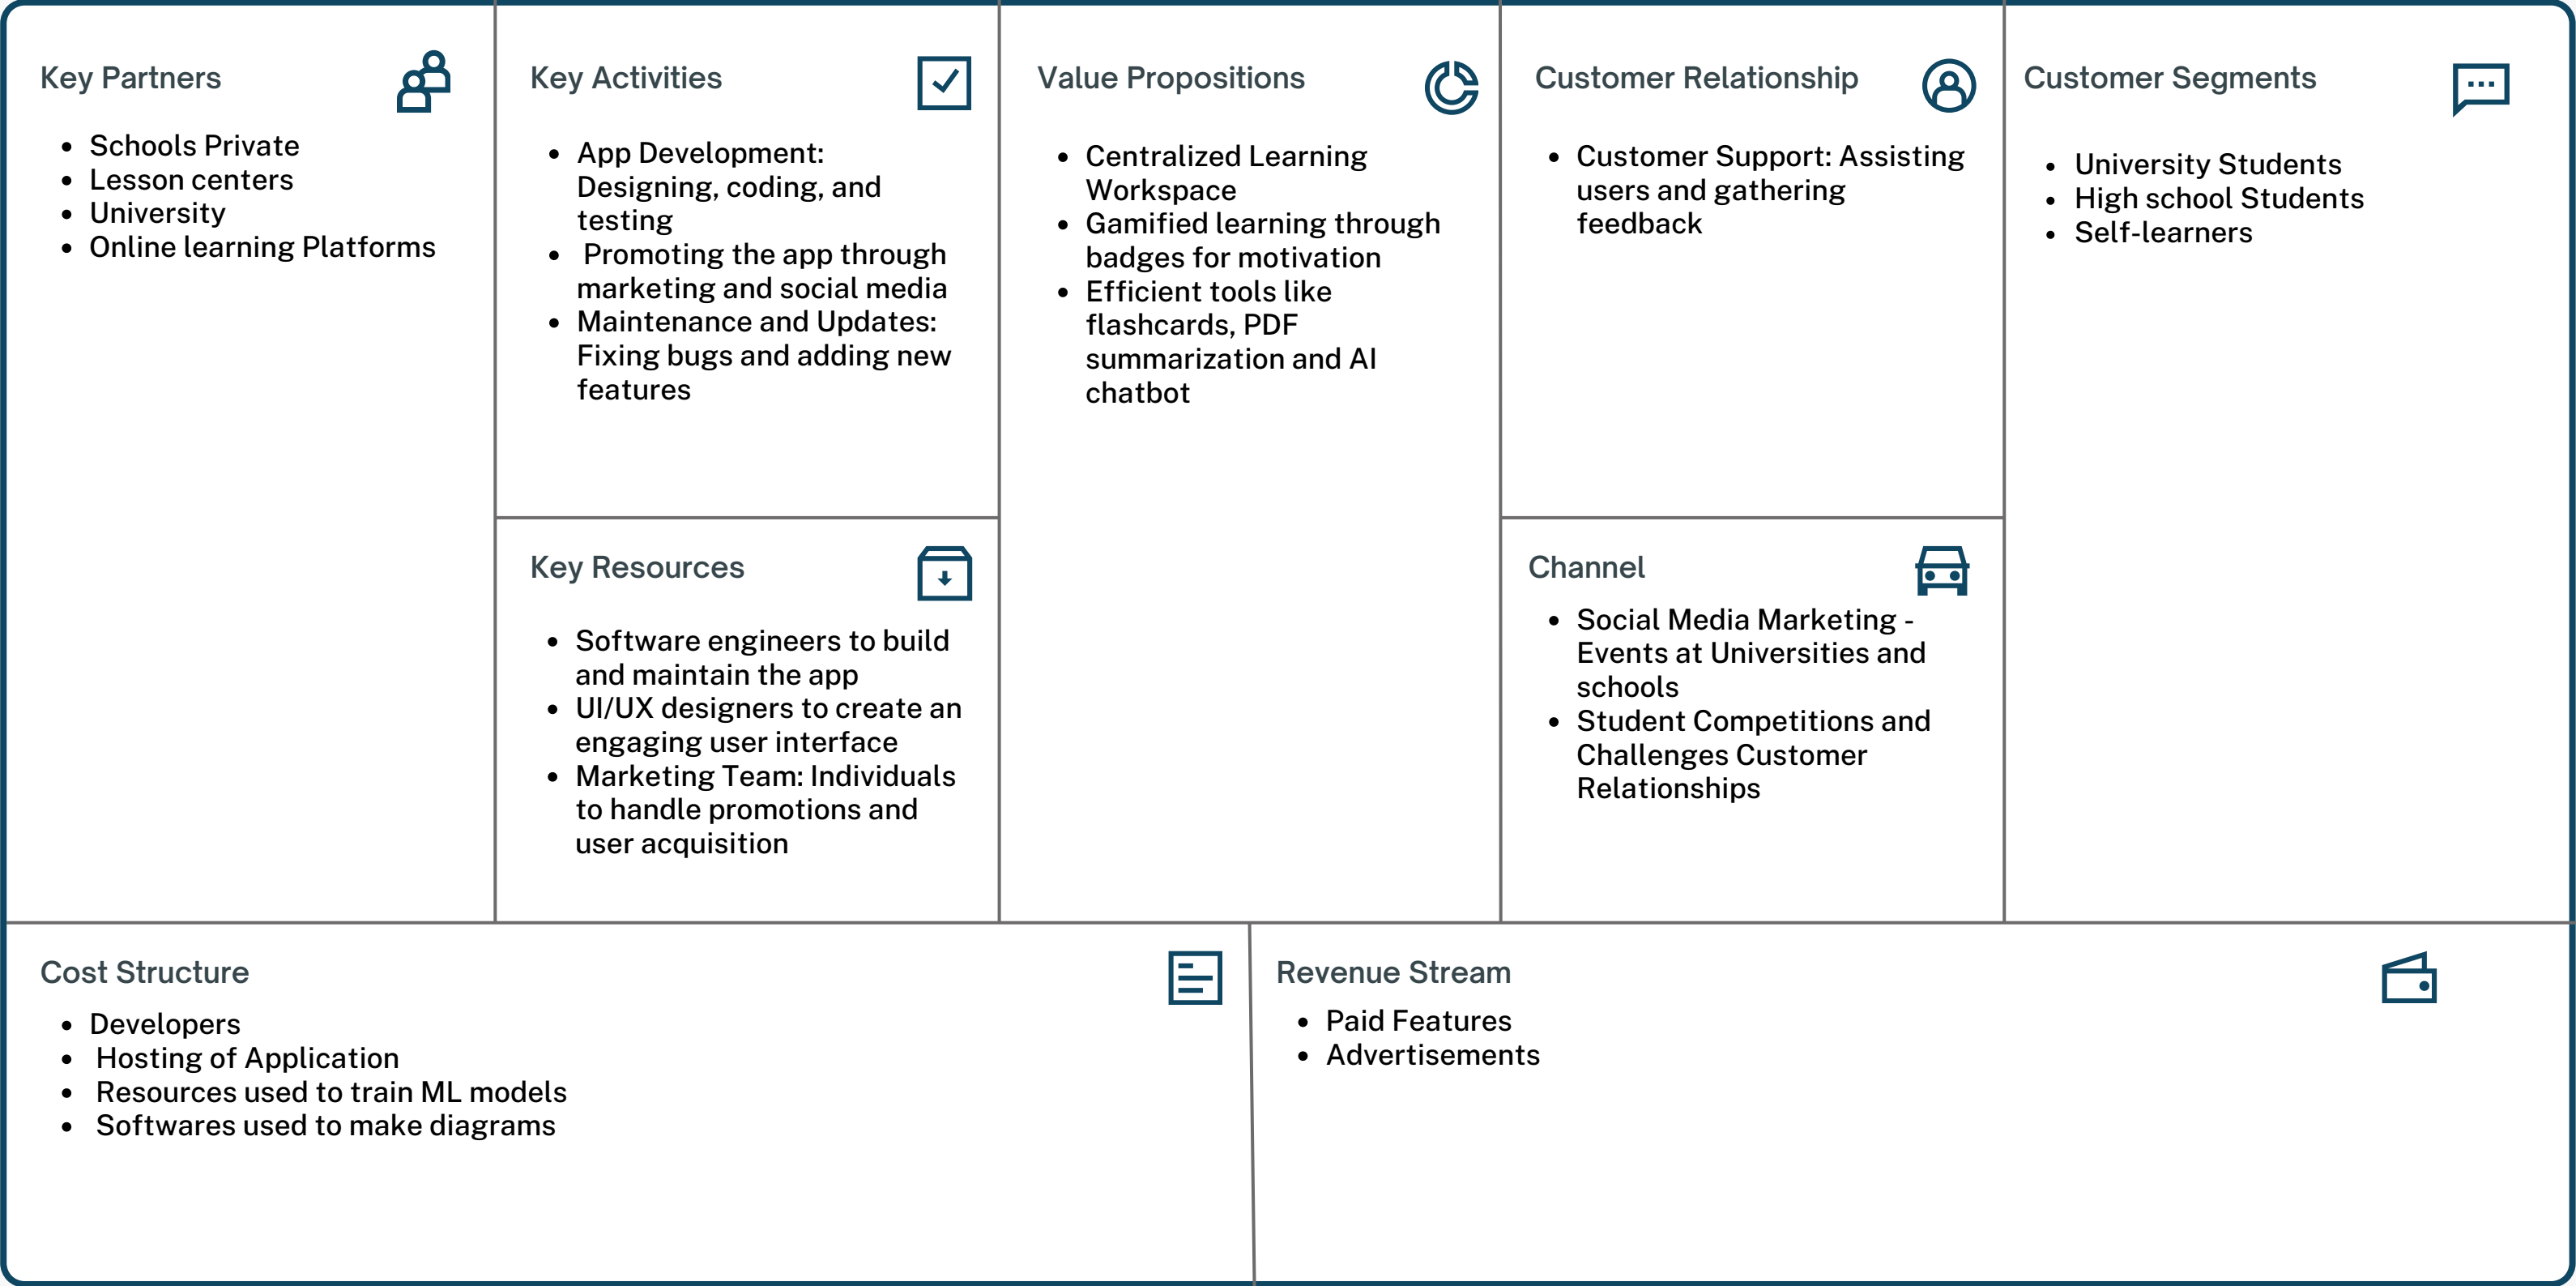 Key Partners
Schools Private
Lesson centers
University
Online learning Platforms
Key Activities
App Development:
Designing, coding, and
testing
Promoting the app through
marketing and social media
Maintenance and Updates:
Fixing bugs and adding new
features
Key Resources
Software engineers to build
and maintain the app
UI/UX designers to create an
engaging user interface
Marketing Team: Individuals
to handle promotions and
user acquisition
Value Propositions
Centralized Learning
Workspace
Gamified learning through
badges for motivation
Efficient tools like
flashcards, PDF
summarization and AI
chatbot
Customer Relationship
Customer Support: Assisting
users and gathering
feedback
Channel
Social Media Marketing -
Events at Universities and
schools
Student Competitions and
Challenges Customer
Relationships
Customer Segments
University Students
High school Students
Self-learners
Cost Structure
Developers
Hosting of Application
Resources used to train ML models
Softwares used to make diagrams
Revenue Stream
Paid Features
Advertisements